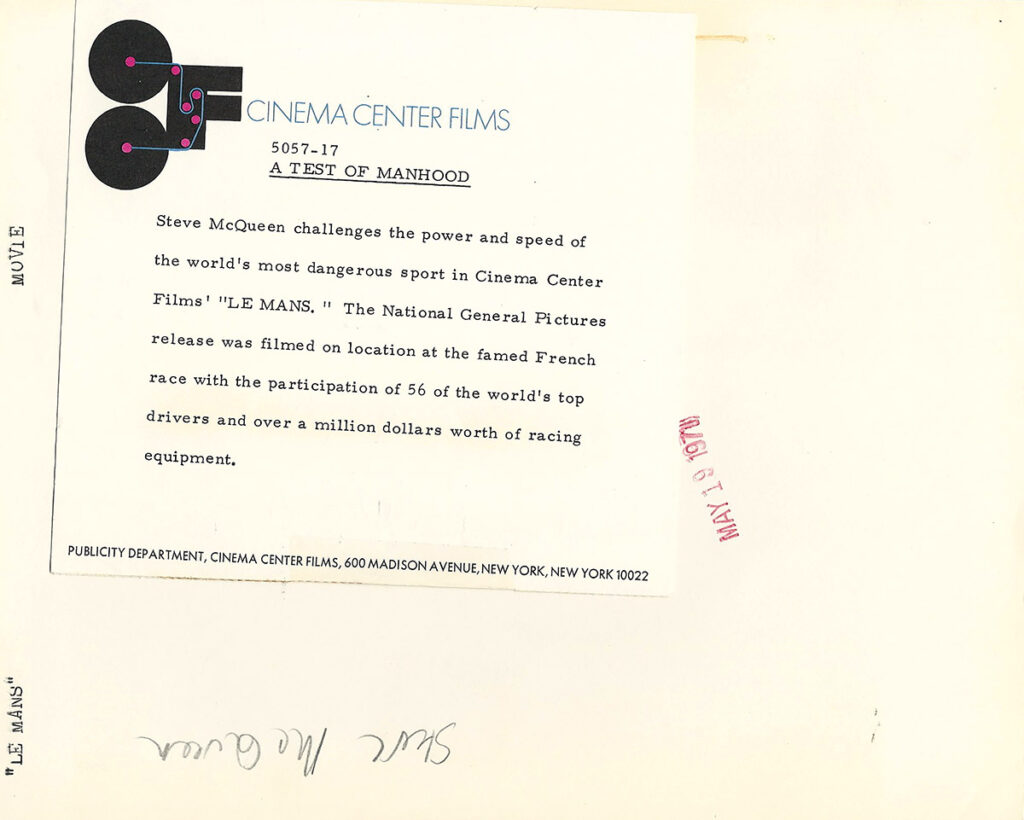 CINEMA CENTER FILMS
5057-17
A TEST OF MANHOOD
Steve McQueen challenges the power and speed of
the world's most dangerous sport in Cinema Center
Films' "LE MANS. " The National General Pictures
release was filmed on location at the famed French
race with the participation of 56 of the world's top
drivers and over a million dollars worth of racing
equipment.
PUBLICITY DEPARTMENT, CINEMA CENTER FILMS, 600 MADISON AVENUE, NEW YORK, NEW YORK 10022
MOVIE
"LE MANS"
MAY 19 1970
Steve McQueen